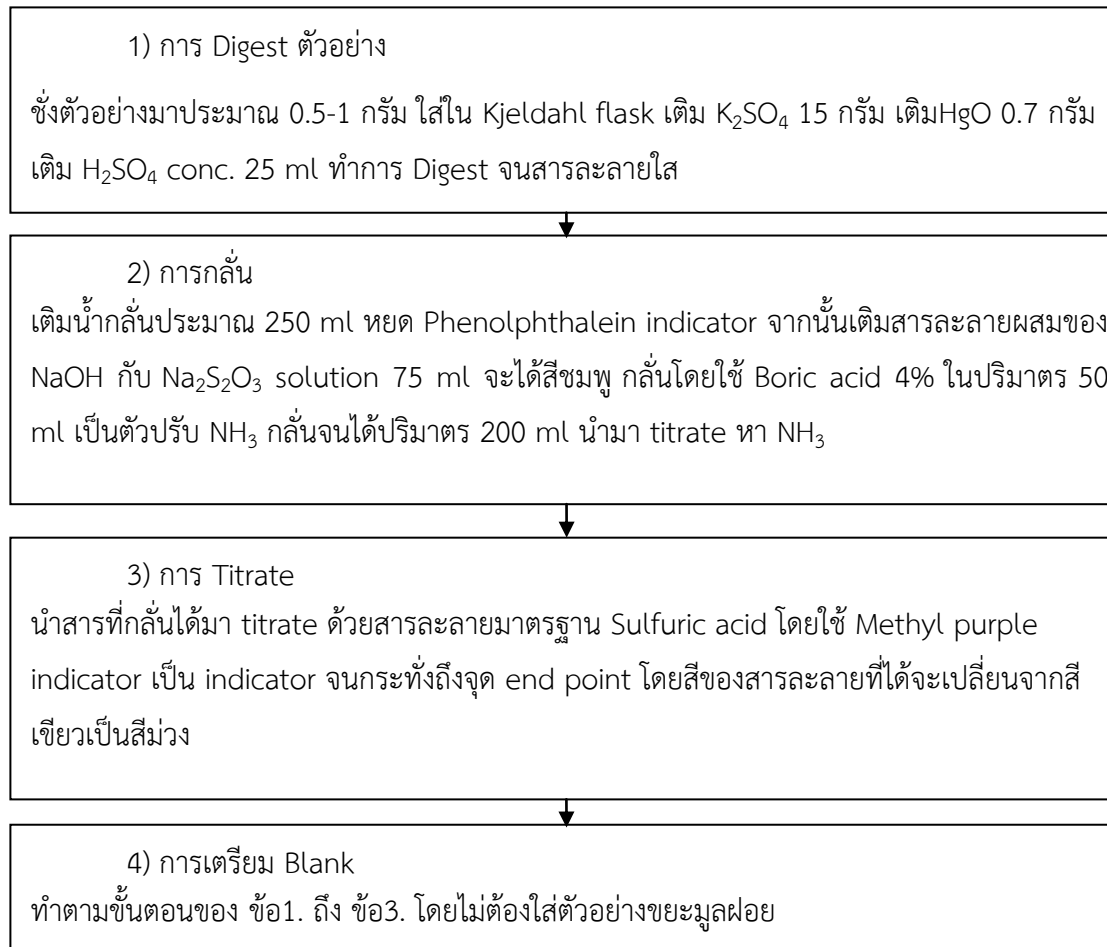 1) การ Digest ตัวอย่าง
ชั่งตัวอย่างมาประมาณ 0.5-1 กรัม ใส่ใน Kjeldahl flask เติม K₂SO₄ 15 กรัม เติมHgO 0.7 กรัม
เติม H₂SO₄ conc. 25 ml ทำการ Digest จนสารละลายใส
2) การกลั่น
เติมน้ำกลั่นประมาณ 250 ml หยด Phenolphthalein indicator จากนั้นเติมสารละลายผสมของ
NaOH กับ Na₂S₂O₃ solution 75 ml จะได้สีชมพู กลั่นโดยใช้ Boric acid 4% ในปริมาตร 50
ml เป็นตัวปรับ NH₃ กลั่นจนได้ปริมาตร 200 ml นำมา titrate หา NH₃
3) การ Titrate
นำสารที่กลั่นได้มา titrate ด้วยสารละลายมาตรฐาน Sulfuric acid โดยใช้ Methyl purple
indicator เป็น indicator จนกระทั่งถึงจุด end point โดยสีของสารละลายที่ได้จะเปลี่ยนจากสี
เขียวเป็นสีม่วง
4) การเตรียม Blank
ทำตามขั้นตอนของ ข้อ1. ถึง ข้อ3. โดยไม่ต้องใส่ตัวอย่างขยะมูลฝอย